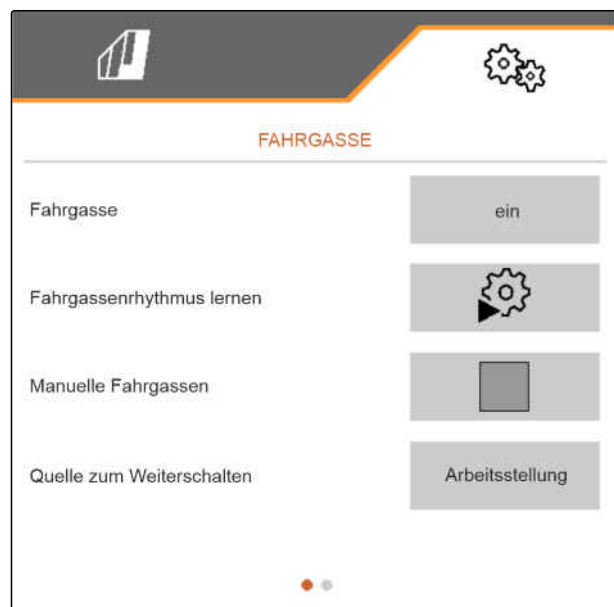 FAHRGASSE
Fahrgasse ein
Fahrgassenrhythmus lernen
Manuelle Fahrgassen
Quelle zum Weiterschalten Arbeitsstellung